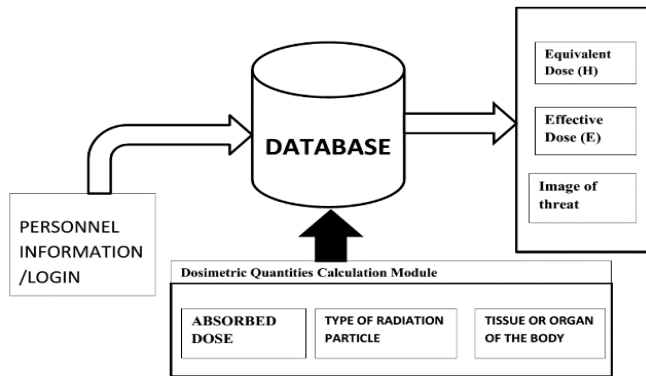 Equivalent
Dose (H)
Effective
Dose (E)
Image of
threat
DATABASE
PERSONNEL
INFORMATION
/LOGIN
Dosimetric Quantities Calculation Module
ABSORBED
DOSE
TYPE OF RADIATION
PARTICLE
TISSUE OR ORGAN
OF THE BODY